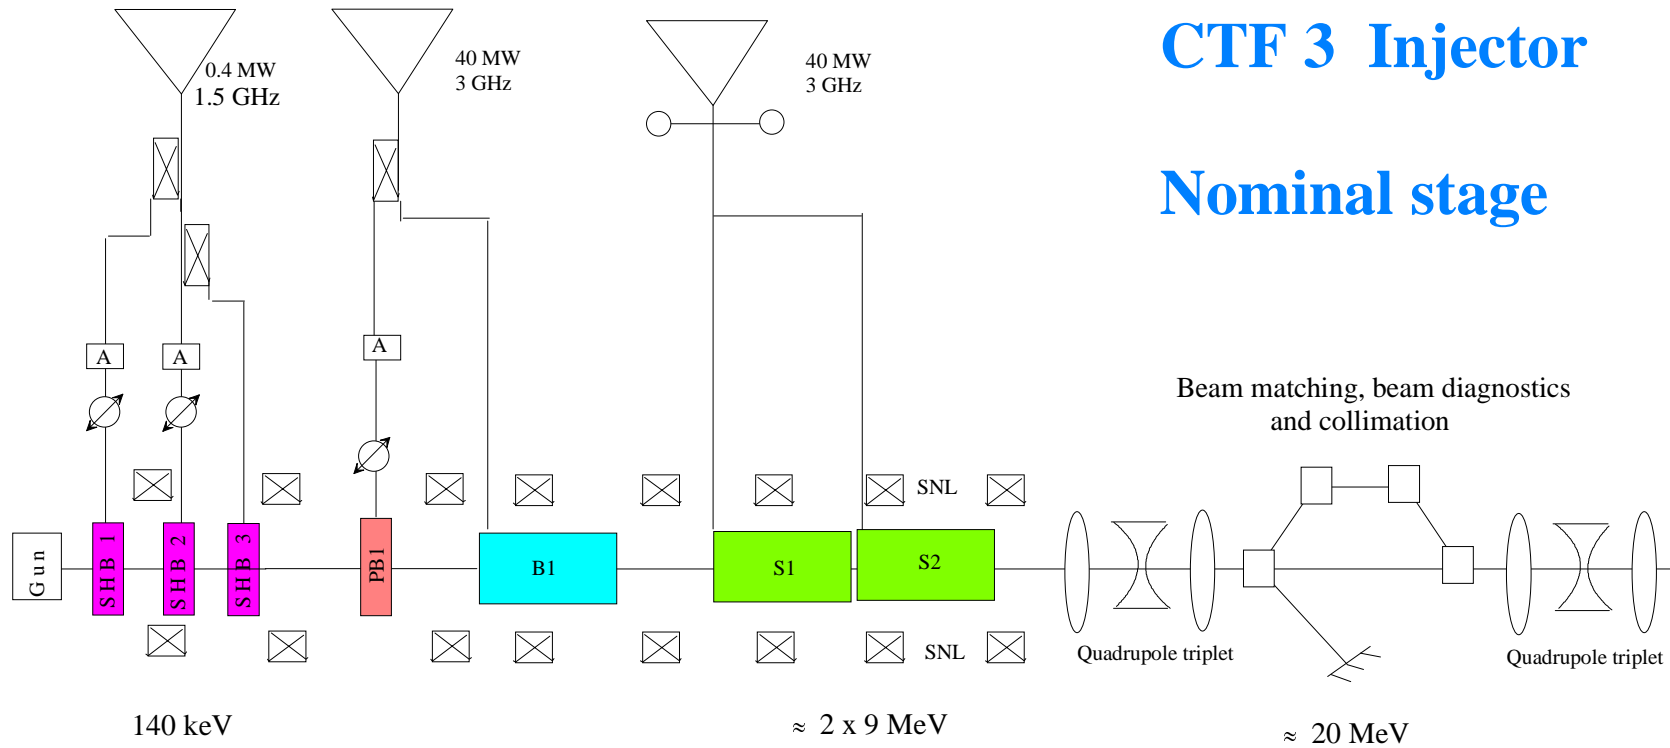 CTF 3 Injector
Nominal stage
0.4 MW
1.5 GHz
40 MW
3 GHz
40 MW
3 GHz
A
A
A
Beam matching, beam diagnostics
and collimation
SNL
Gun
SHB 1
SHB 2
SHB 3
PB1
B1
S1
S2
SNL
Quadrupole triplet
Quadrupole triplet
140 keV
≈ 2 x 9 MeV
≈ 20 MeV